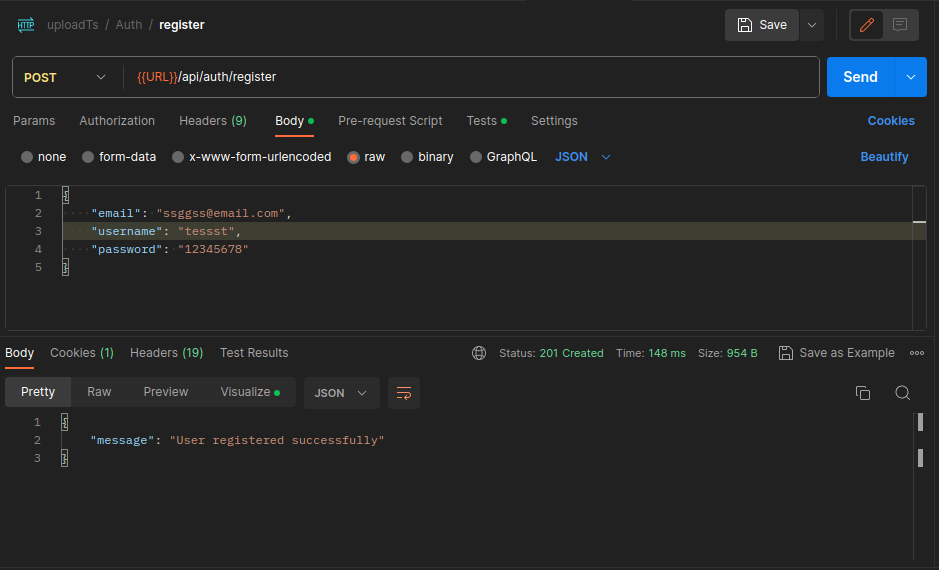 HTTP uploadTs / Auth / register Save
POST {{URL}}/api/auth/register Send
Params Authorization Headers (9) Body Pre-request Script Tests Settings Cookies
none form-data x-www-form-urlencoded raw binary GraphQL JSON Beautify
1 {
2 "email": "ssggss@email.com",
3 "username": "tessst",
4 "password": "12345678"
5 }
Body Cookies (1) Headers (19) Test Results Status: 201 Created Time: 148 ms Size: 954 B Save as Example
Pretty Raw Preview Visualize JSON
1 {
2 "message": "User registered successfully"
3 }